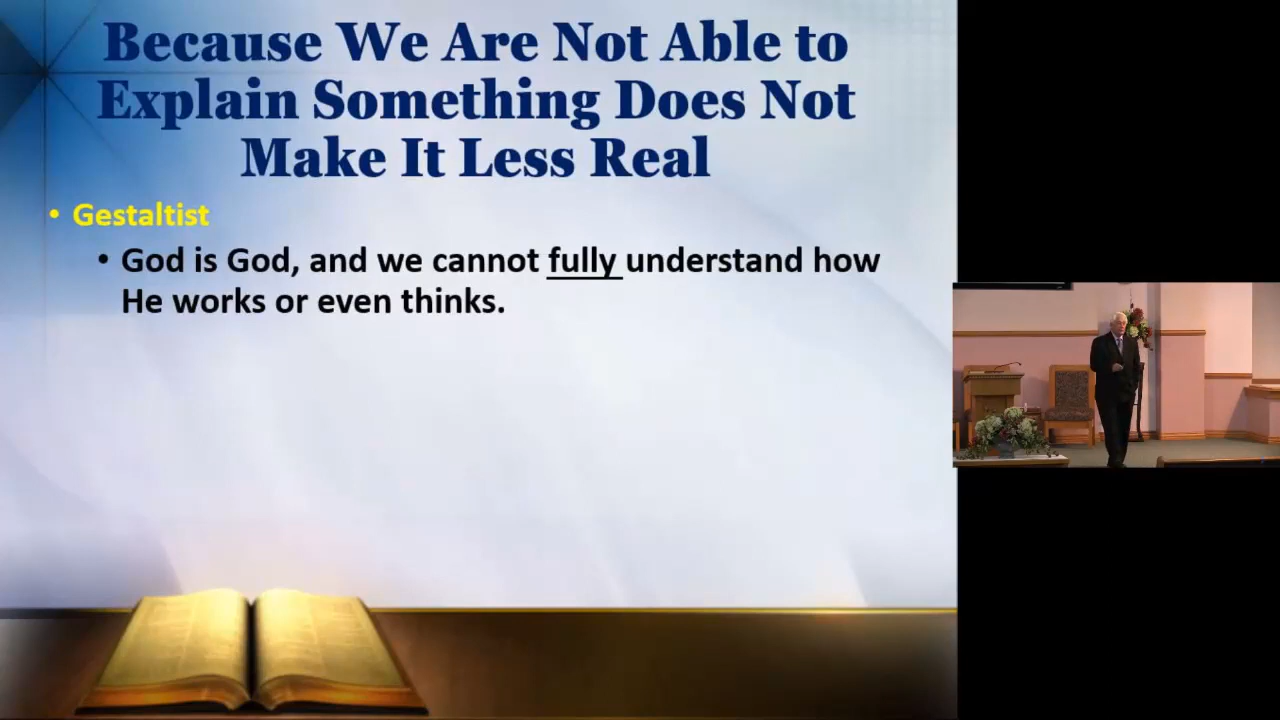 Because We Are Not Able to
Explain Something Does Not
Make It Less Real
• Gestaltist
• God is God, and we cannot fully understand how
He works or even thinks.